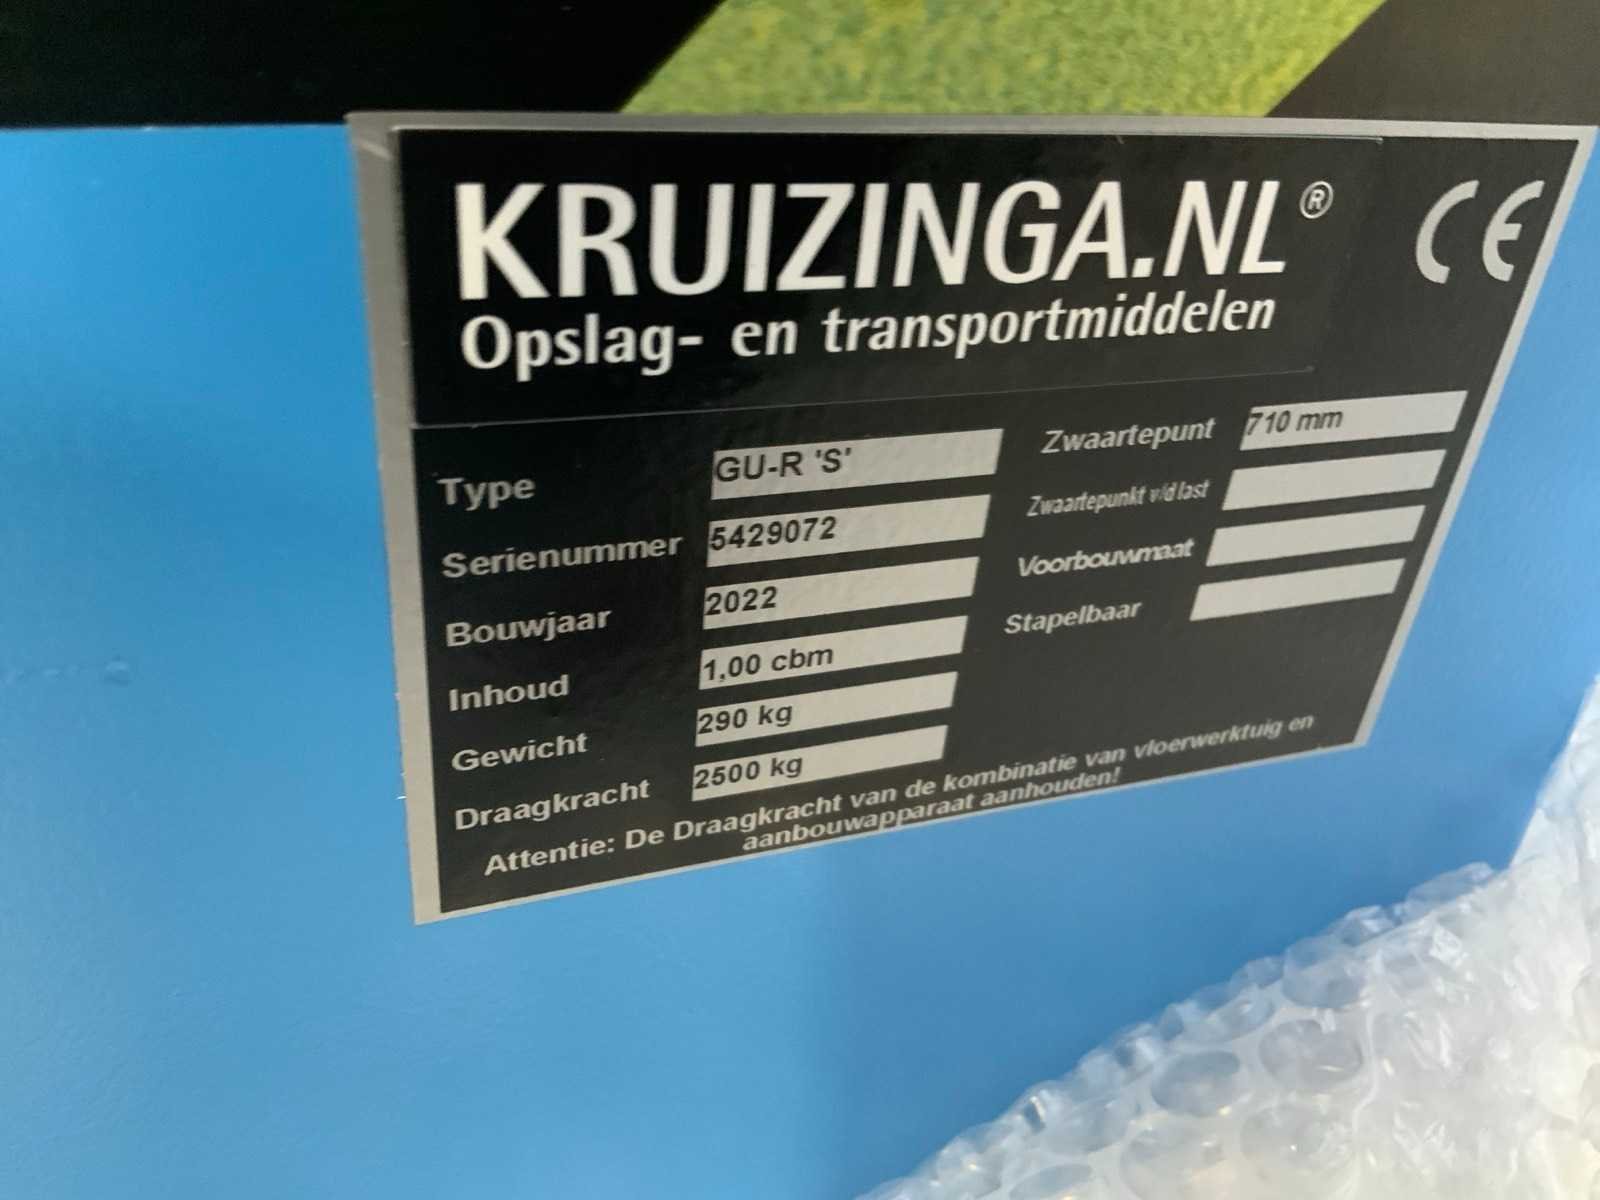 KRUIZINGA.NL®
Opslag- en transportmiddelen
CE
Type GU-R 'S'
Serienummer 5429072
Bouwjaar 2022
Inhoud 1,00 cbm
Gewicht 290 kg
Draagkracht 2500 kg
Zwaartepunt 710 mm
Zwaartepunkt v/d last
Voorbouwmaat
Stapelbaar
Attentie: De Draagkracht van de kombinatie van vloerwerktuig en
aanbouwapparaat aanhouden!